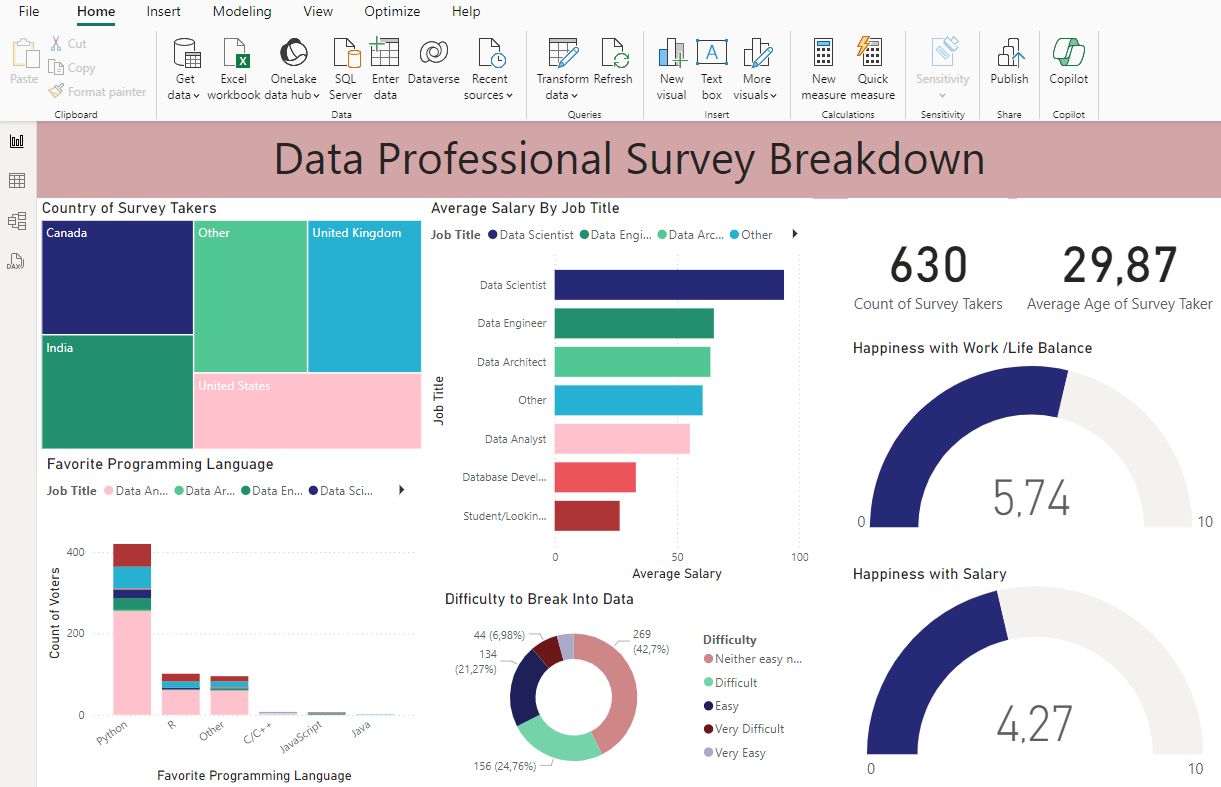 File Home Insert Modeling View Optimize Help
Paste
Cut
Copy
Format painter
Clipboard
Get data
Excel workbook
OneLake data hub
SQL Server
Enter data
Dataverse
Recent sources
Data
Transform data
Refresh
Queries
New visual
A
Text box
More visuals
Insert
New measure
Quick measure
Calculations
Sensitivity
Sensitivity
Publish
Share
Copilot
Copilot
DAX
Data Professional Survey Breakdown
Country of Survey Takers
Canada
Other
United Kingdom
India
United States
Average Salary By Job Title
Job Title Data Scientist Data Engi... Data Arc... Other
Job Title
Data Scientist
Data Engineer
Data Architect
Other
Data Analyst
Database Devel...
Student/Lookin...
0 50 100
Average Salary
630
Count of Survey Takers
29,87
Average Age of Survey Taker
Happiness with Work /Life Balance
5,74
0 10
Happiness with Salary
4,27
0 10
Favorite Programming Language
Job Title Data An... Data Ar... Data En... Data Sci...
Count of Voters
400
200
0
Python R Other C/C++ JavaScript Java
Favorite Programming Language
Difficulty to Break Into Data
44 (6,98%)
269
(42,7%)
134
(21,27%)
156 (24,76%)
Difficulty
Neither easy n...
Difficult
Easy
Very Difficult
Very Easy